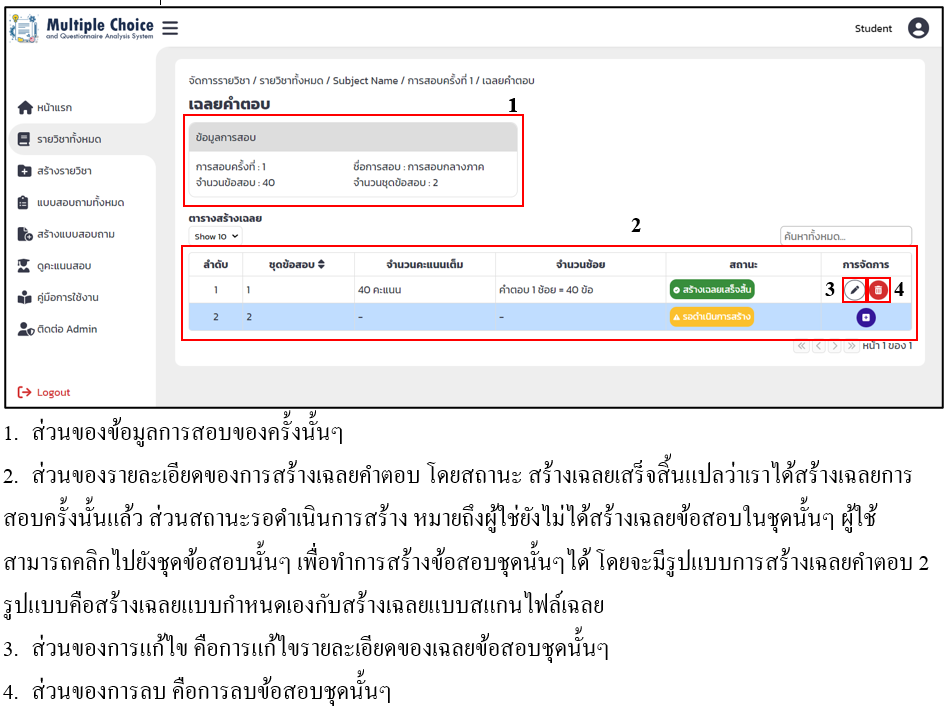 Multiple Choice
and Questionnaire Analysis System
Student
หน้าแรก
รายวิชาทั้งหมด
สร้างรายวิชา
แบบสอบถามทั้งหมด
สร้างแบบสอบถาม
ดูคะแนนสอบ
คู่มือการใช้งาน
ติดต่อ Admin
Logout
จัดการรายวิชา / รายวิชาทั้งหมด / Subject Name / การสอบครั้งที่ 1 / เฉลยคำตอบ
เฉลยคำตอบ
1
ข้อมูลการสอบ
การสอบครั้งที่ : 1 ชื่อการสอบ : การสอบกลางภาค
จำนวนข้อสอบ : 40 จำนวนชุดข้อสอบ : 2
ตารางสร้างเฉลย
2
Show 10 ค้นหาทั้งหมด...
ลำดับ ชุดข้อสอบ จำนวนคะแนนเต็ม จำนวนช้อย สถานะ การจัดการ
1 1 40 คะแนน คำตอบ 1 ช้อย = 40 ข้อ สร้างเฉลยเสร็จสิ้น 3 4
2 2 - - รอดำเนินการสร้าง
« < > » หน้า 1 ของ 1
1. ส่วนของข้อมูลการสอบของครั้งนั้นๆ
2. ส่วนของรายละเอียดของการสร้างเฉลยคำตอบ โดยสถานะ สร้างเฉลยเสร็จสิ้นแปลว่าเราได้สร้างเฉลยการ
สอบครั้งนั้นแล้ว ส่วนสถานะรอดำเนินการสร้าง หมายถึงผู้ใช่ยังไม่ได้สร้างเฉลยข้อสอบในชุดนั้นๆ ผู้ใช้
สามารถคลิกไปยังชุดข้อสอบนั้นๆ เพื่อทำการสร้างข้อสอบชุดนั้นๆได้ โดยจะมีรูปแบบการสร้างเฉลยคำตอบ 2
รูปแบบคือสร้างเฉลยแบบกำหนดเองกับสร้างเฉลยแบบสแกนไฟล์เฉลย
3. ส่วนของการแก้ไข คือการแก้ไขรายละเอียดของเฉลยข้อสอบชุดนั้นๆ
4. ส่วนของการลบ คือการลบข้อสอบชุดนั้นๆ